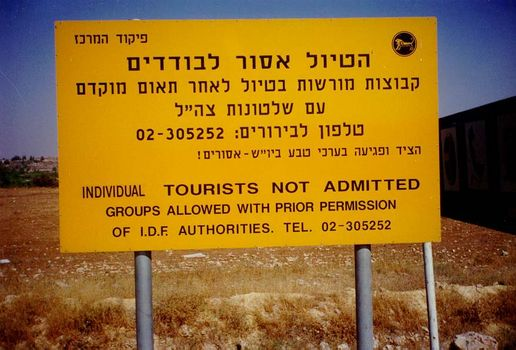 פיקוד המרכז
הטיול אסור לבודדים
קבוצות מורשות בטיול לאחר תאום מוקדם
עם שלטונות צה"ל
טלפון לבירורים: 02-305252
הציד ופגיעה בערכי טבע ביו"ש-אסורים!
INDIVIDUAL TOURISTS NOT ADMITTED
GROUPS ALLOWED WITH PRIOR PERMISSION
OF I.D.F. AUTHORITIES. TEL. 02-305252